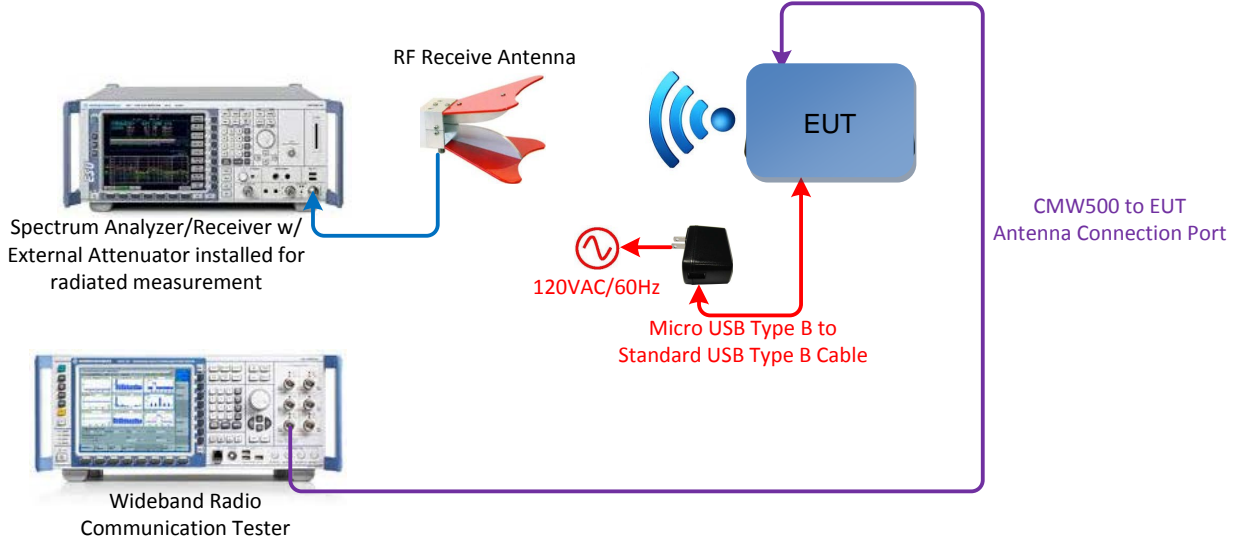 RF Receive Antenna
EUT
Spectrum Analyzer/Receiver w/
External Attenuator installed for
radiated measurement
120VAC/60Hz
CMW500 to EUT
Antenna Connection Port
Micro USB Type B to
Standard USB Type B Cable
Wideband Radio
Communication Tester